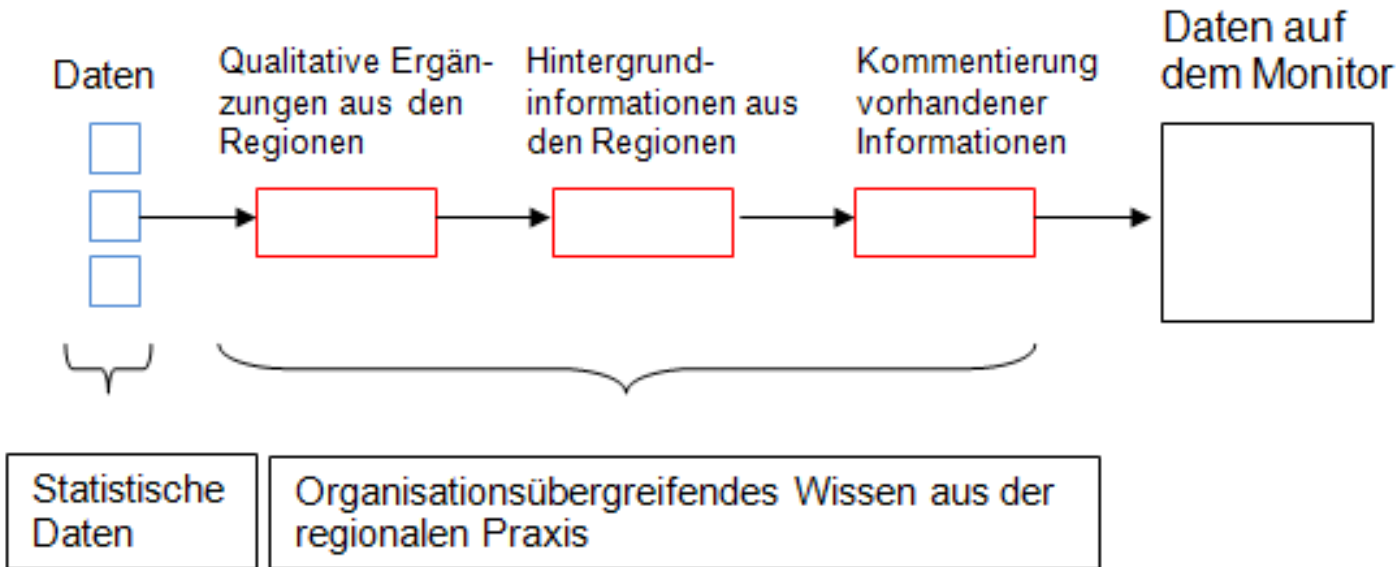 Daten
Qualitative Ergän-
zungen aus den
Regionen
Hintergrund-
informationen aus
den Regionen
Kommentierung
vorhandener
Informationen
Daten auf
dem Monitor
Statistische
Daten
Organisationsübergreifendes Wissen aus der
regionalen Praxis